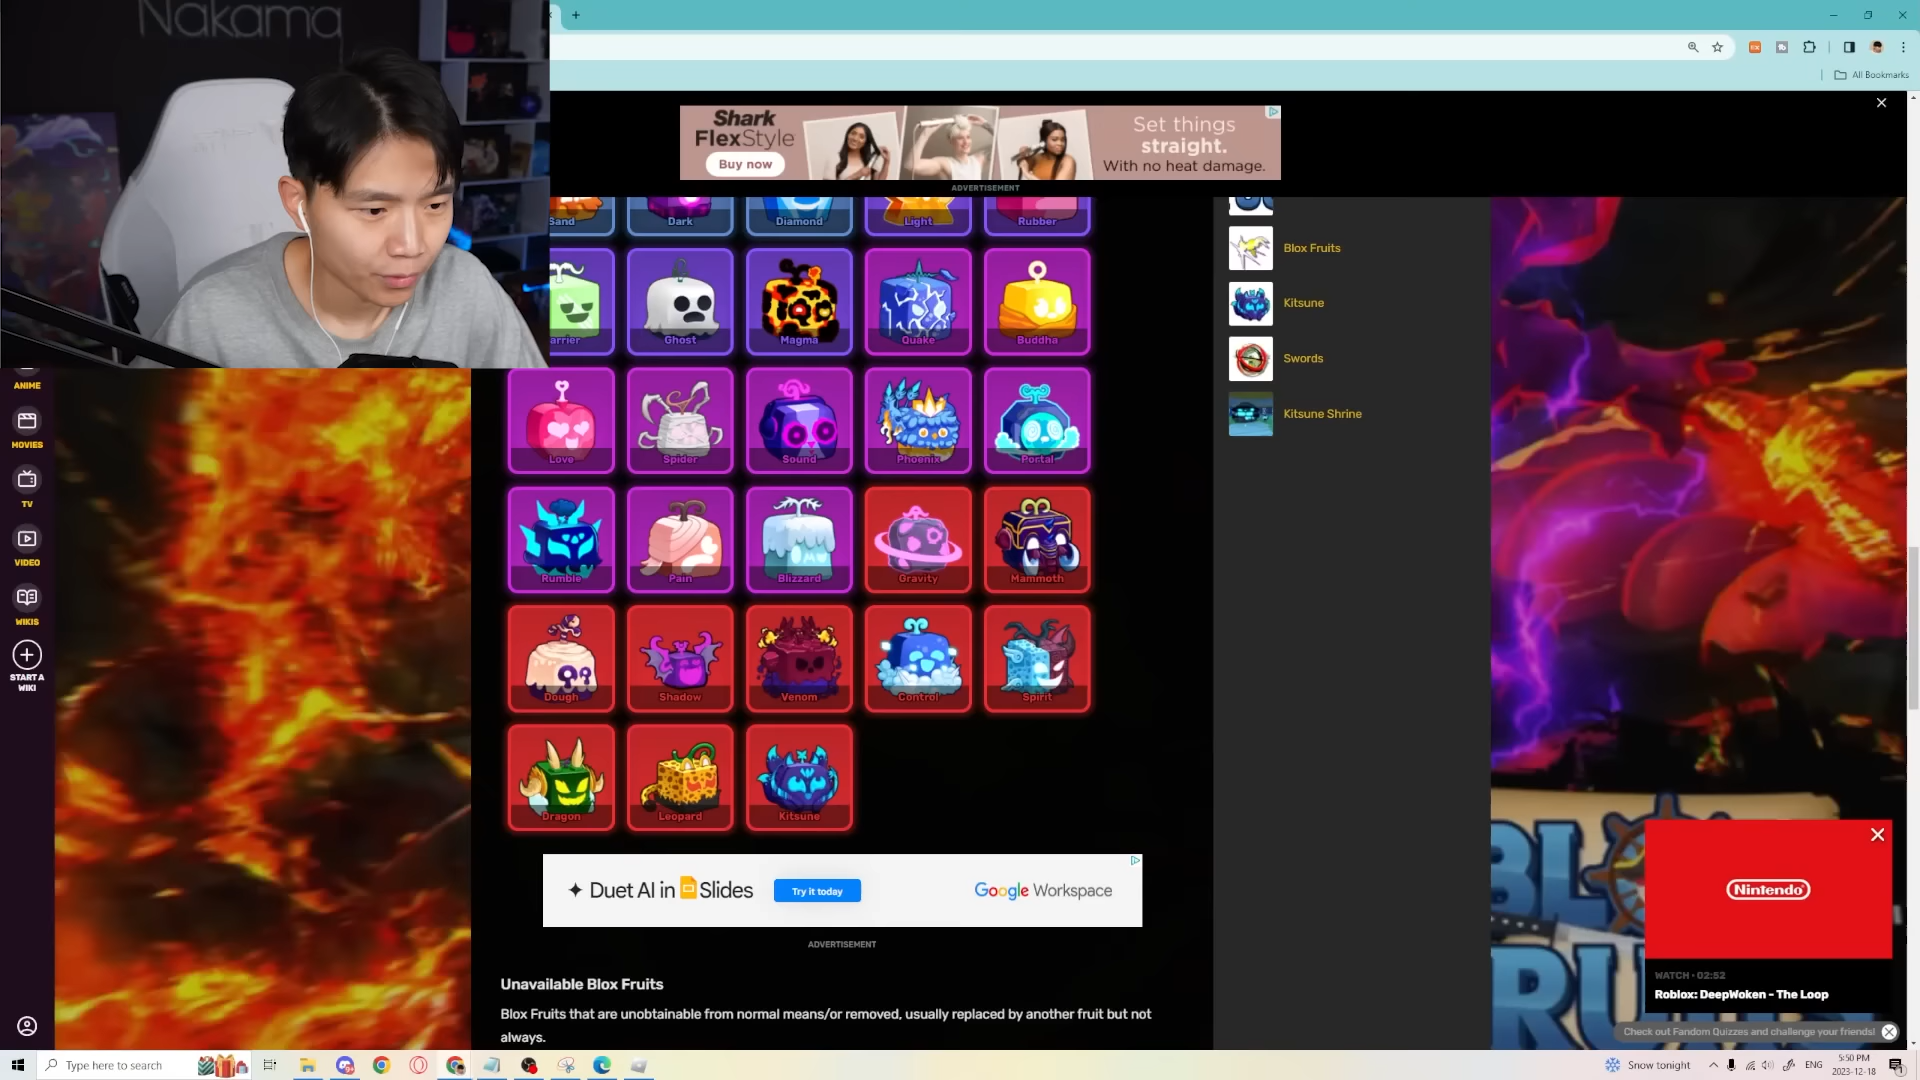 Nakama
All Bookmarks
Shark
FlexStyle
Buy now
Set things
straight.
With no heat damage.
ADVERTISEMENT
Sand
Dark
Diamond
Light
Rubber
arrier
Ghost
Magma
Quake
Buddha
Love
Spider
Sound
Phoenix
Portal
Rumble
Pain
Blizzard
Gravity
Mammoth
Dough
Shadow
Venom
Control
Spirit
Dragon
Leopard
Kitsune
Blox Fruits
Kitsune
Swords
Kitsune Shrine
ANIME
MOVIES
TV
VIDEO
WIKIS
START A
WIKI
Duet AI in Slides
Try it today
Google Workspace
ADVERTISEMENT
Unavailable Blox Fruits
Blox Fruits that are unobtainable from normal means/or removed, usually replaced by another fruit but not
always.
BLO
RU
Nintendo
WATCH • 02:52
Roblox: DeepWoken - The Loop
Check out Fandom Quizzes and challenge your friends!
Type here to search
Snow tonight
ENG
5:50 PM
2023-12-18